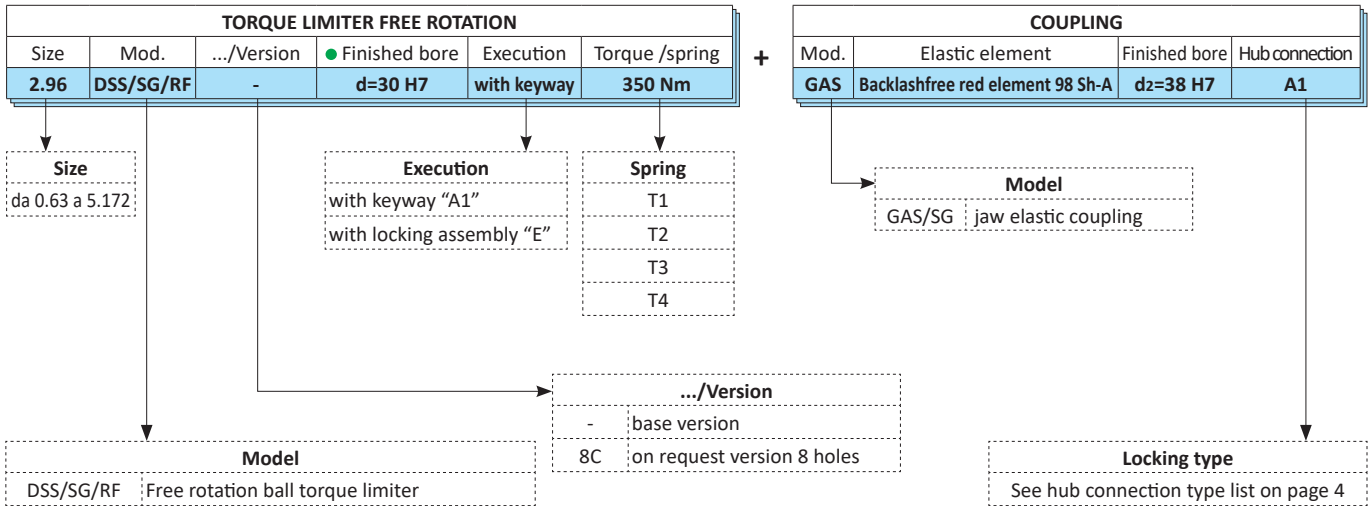 TORQUE LIMITER FREE ROTATION
Size Mod. .../Version ● Finished bore Execution Torque /spring
2.96 DSS/SG/RF - d=30 H7 with keyway 350 Nm
+
COUPLING
Mod. Elastic element Finished bore Hub connection
GAS Backlashfree red element 98 Sh-A d2=38 H7 A1
Size
da 0.63 a 5.172
Execution
with keyway “A1”
with locking assembly “E”
Spring
T1
T2
T3
T4
Model
GAS/SG jaw elastic coupling
.../Version
- base version
8C on request version 8 holes
Model
DSS/SG/RF Free rotation ball torque limiter
Locking type
See hub connection type list on page 4